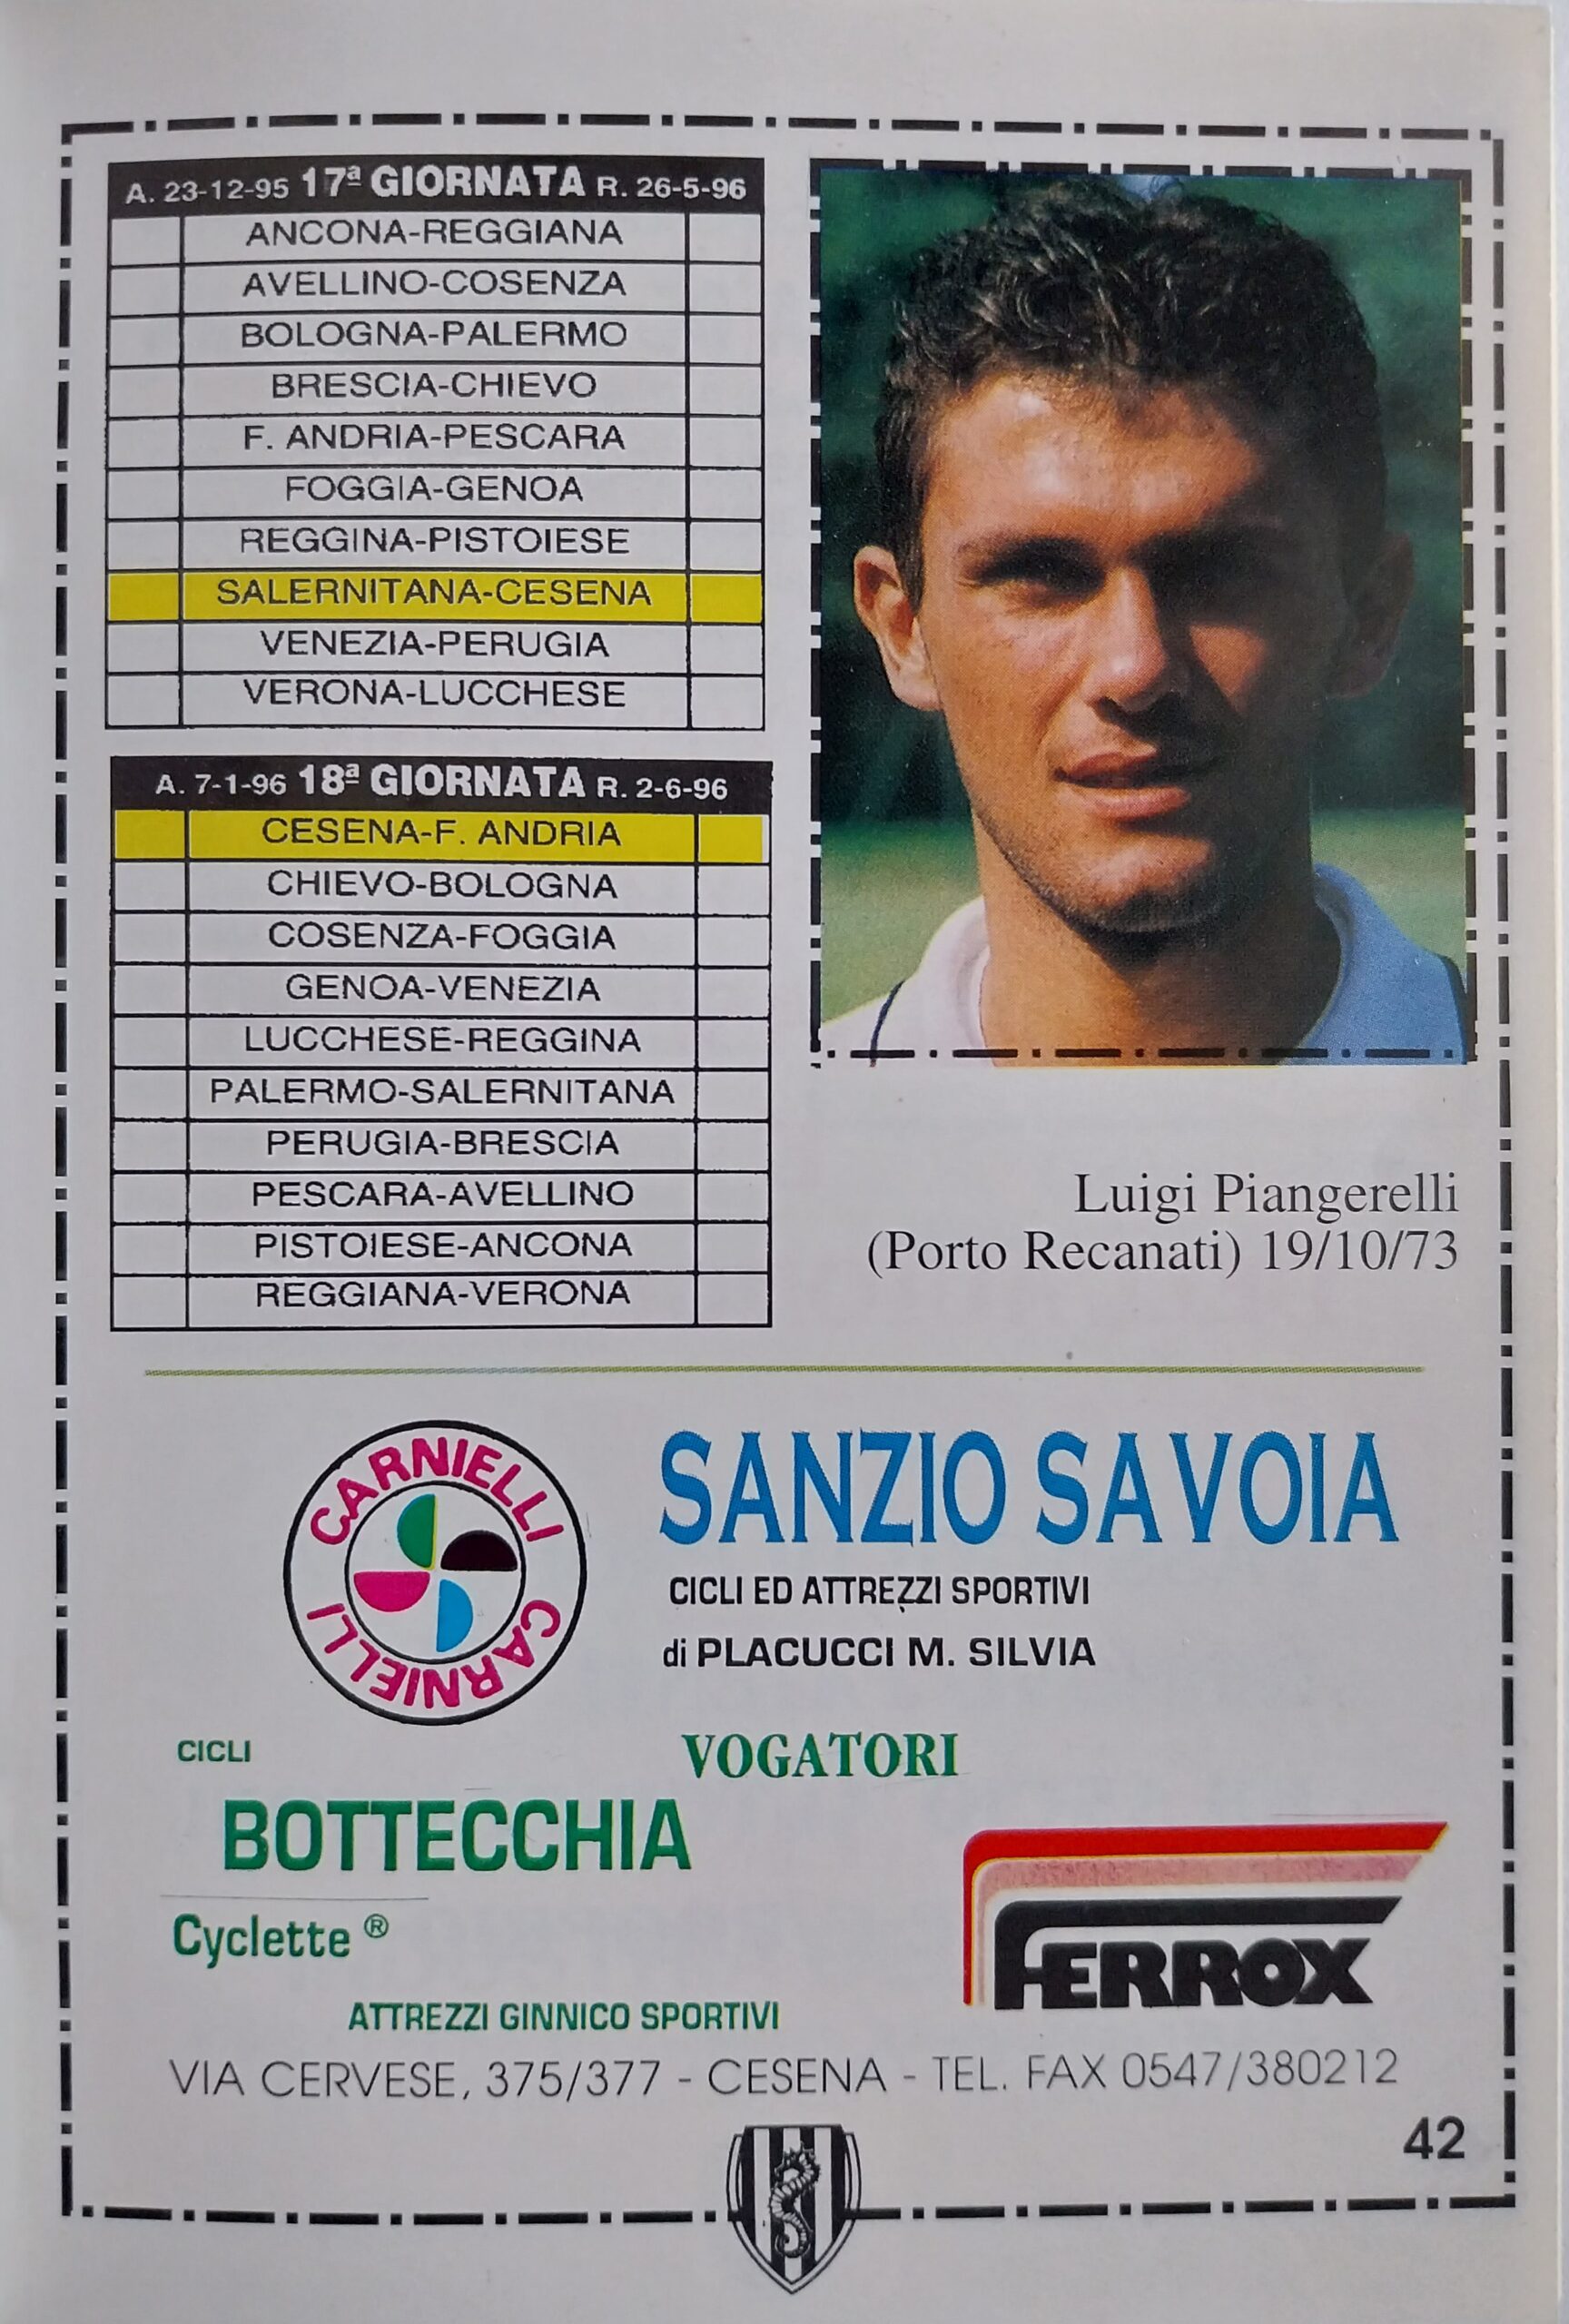 A. 23-12-95 17ª GIORNATA R. 26-5-96
ANCONA-REGGIANA
AVELLINO-COSENZA
BOLOGNA-PALERMO
BRESCIA-CHIEVO
F. ANDRIA-PESCARA
FOGGIA-GENOA
REGGINA-PISTOIESE
SALERNITANA-CESENA
VENEZIA-PERUGIA
VERONA-LUCCHESE
A. 7-1-96 18ª GIORNATA R. 2-6-96
CESENA-F. ANDRIA
CHIEVO-BOLOGNA
COSENZA-FOGGIA
GENOA-VENEZIA
LUCCHESE-REGGINA
PALERMO-SALERNITANA
PERUGIA-BRESCIA
PESCARA-AVELLINO
PISTOIESE-ANCONA
REGGIANA-VERONA
Luigi Piangerelli
(Porto Recanati) 19/10/73
CARNIELLI
CARNIELLI
SANZIO SAVOIA
CICLI ED ATTREZZI SPORTIVI
di PLACUCCI M. SILVIA
CICLI
BOTTECCHIA
VOGATORI
Cyclette ®
FERROX
ATTREZZI GINNICO SPORTIVI
VIA CERVESE, 375/377 - CESENA - TEL. FAX 0547/380212
42